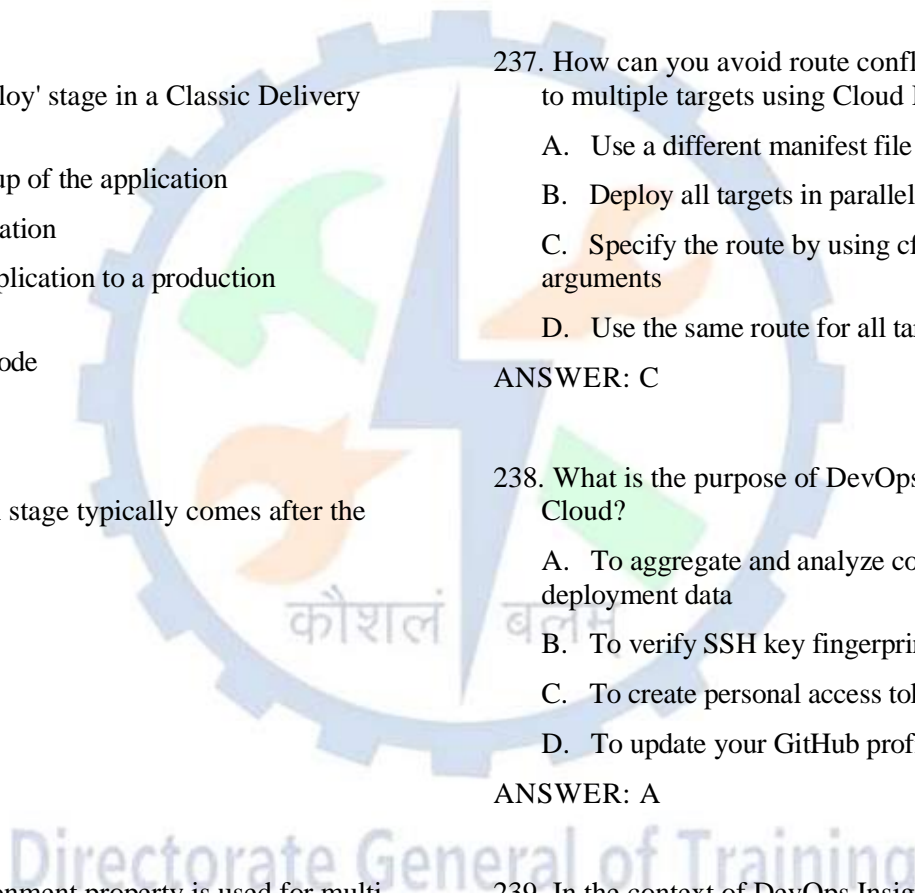 loy' stage in a Classic Delivery
up of the application
ation
plication to a production
ode
stage typically comes after the
onment property is used for multi
237. How can you avoid route confl
to multiple targets using Cloud
A. Use a different manifest file
B. Deploy all targets in parallel
C. Specify the route by using cf
arguments
D. Use the same route for all tar
ANSWER: C
238. What is the purpose of DevOps
Cloud?
A. To aggregate and analyze co
deployment data
B. To verify SSH key fingerprin
C. To create personal access tok
D. To update your GitHub prof
ANSWER: A
239. In the context of DevOps Insig
कौशलं बलम्
Directorate General of Training